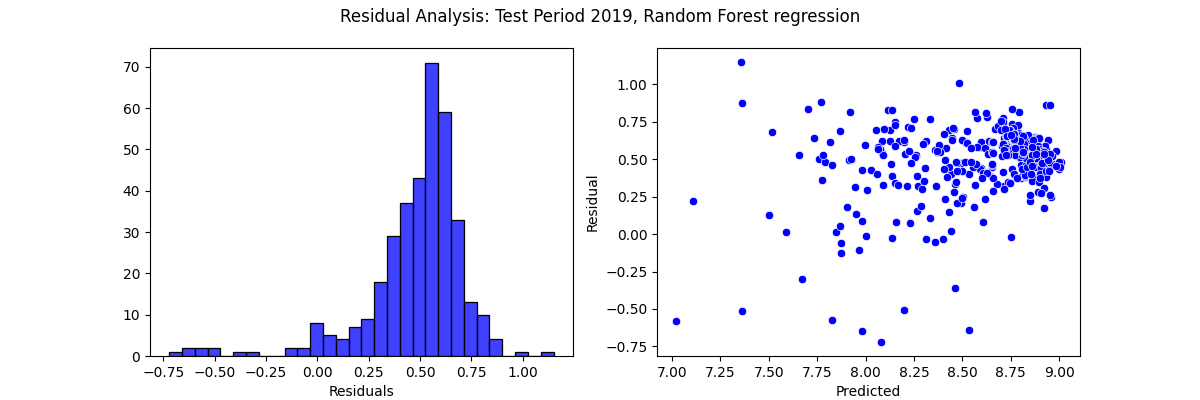 Residual Analysis: Test Period 2019, Random Forest regression
70
60
50
40
30
20
10
0
−0.75 −0.50 −0.25 0.00 0.25 0.50 0.75 1.00
Residuals
1.00
0.75
0.50
0.25
0.00
−0.25
−0.50
−0.75
Residual
7.00 7.25 7.50 7.75 8.00 8.25 8.50 8.75 9.00
Predicted